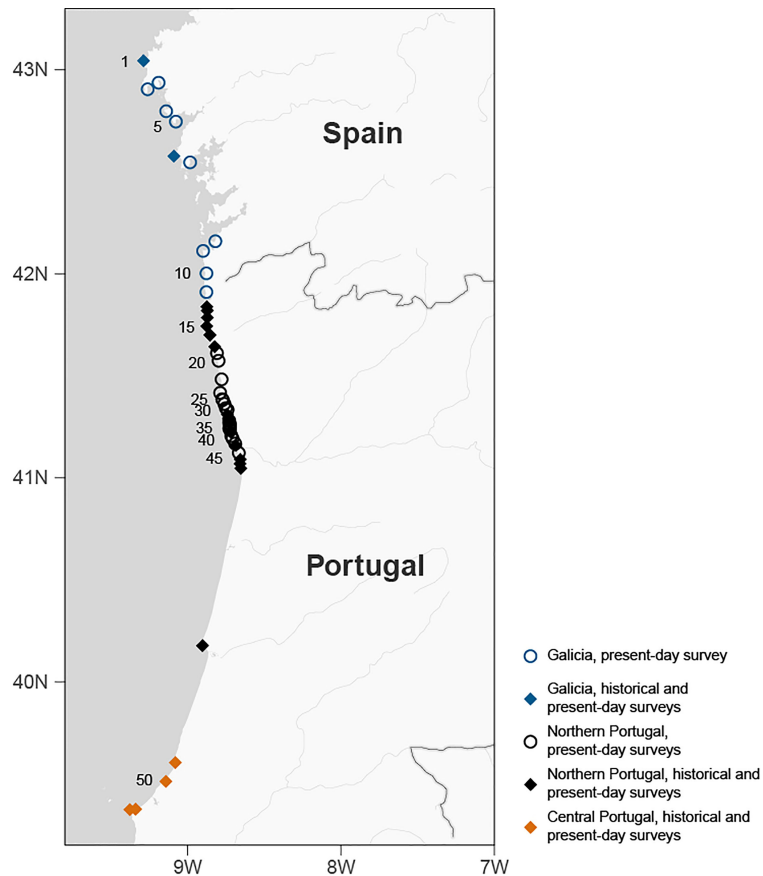 43N
1
5
Spain
42N
10
15
20
25
30
35
40
45
41N
Portugal
40N
50
9W
8W
7W
Galicia, present-day survey
Galicia, historical and
present-day surveys
Northern Portugal,
present-day surveys
Northern Portugal, historical and
present-day surveys
Central Portugal, historical and
present-day surveys